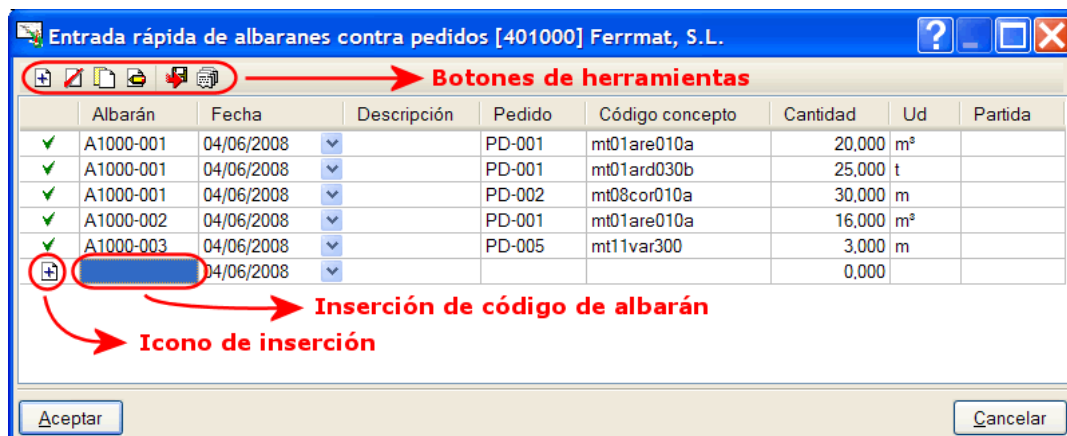 Entrada rápida de albaranes contra pedidos [401000] Ferrmat, S.L.
Botones de herramientas
Albarán Fecha Descripción Pedido Código concepto Cantidad Ud Partida
A1000-001 04/06/2008 PD-001 mt01are010a 20,000 m³
A1000-001 04/06/2008 PD-001 mt01ard030b 25,000 t
A1000-001 04/06/2008 PD-002 mt08cor010a 30,000 m
A1000-002 04/06/2008 PD-001 mt01are010a 16,000 m³
A1000-003 04/06/2008 PD-005 mt11var300 3,000 m
04/06/2008 0,000
Inserción de código de albarán
Icono de inserción
Aceptar Cancelar